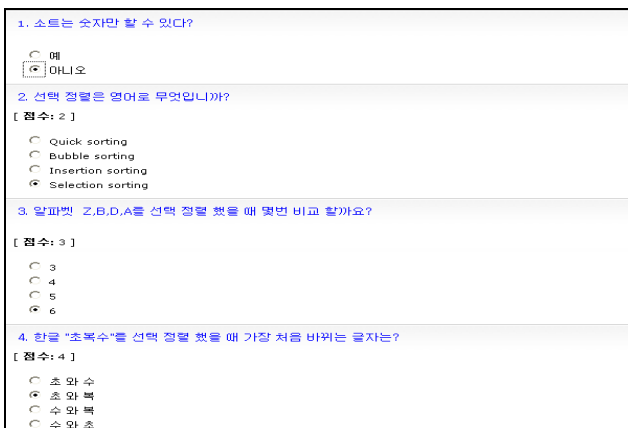 1. 소트는 숫자만 할 수 있다?
예
아니오
2. 선택 정렬은 영어로 무엇입니까?
[ 점수: 2 ]
Quick sorting
Bubble sorting
Insertion sorting
Selection sorting
3. 알파벳 Z,B,D,A를 선택 정렬 했을 때 몇번 비교 할까요?
[ 점수: 3 ]
3
4
5
6
4. 한글 "초복수"를 선택 정렬 했을 때 가장 처음 바뀌는 글자는?
[ 점수: 4 ]
초 와 수
초 와 복
수 와 복
수 와 초